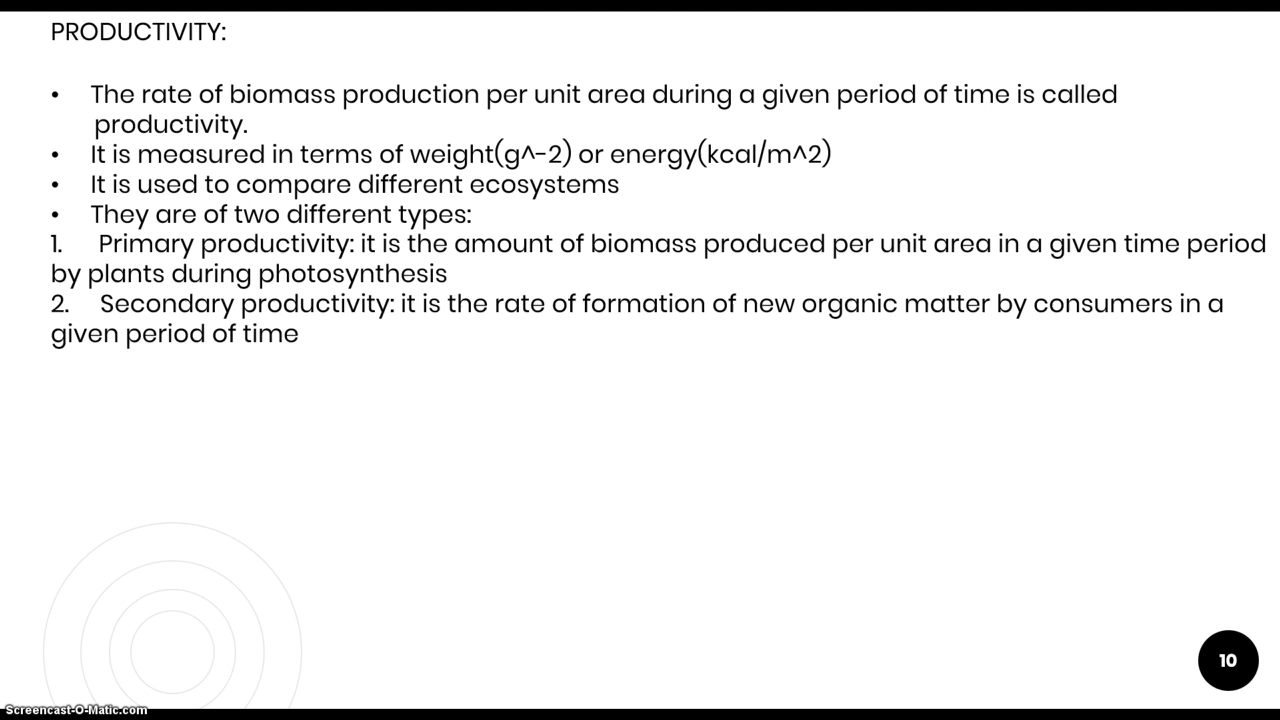 PRODUCTIVITY:
• The rate of biomass production per unit area during a given period of time is called
productivity.
• It is measured in terms of weight(g^-2) or energy(kcal/m^2)
• It is used to compare different ecosystems
• They are of two different types:
1. Primary productivity: it is the amount of biomass produced per unit area in a given time period
by plants during photosynthesis
2. Secondary productivity: it is the rate of formation of new organic matter by consumers in a
given period of time
10
Screencast-O-Matic.com